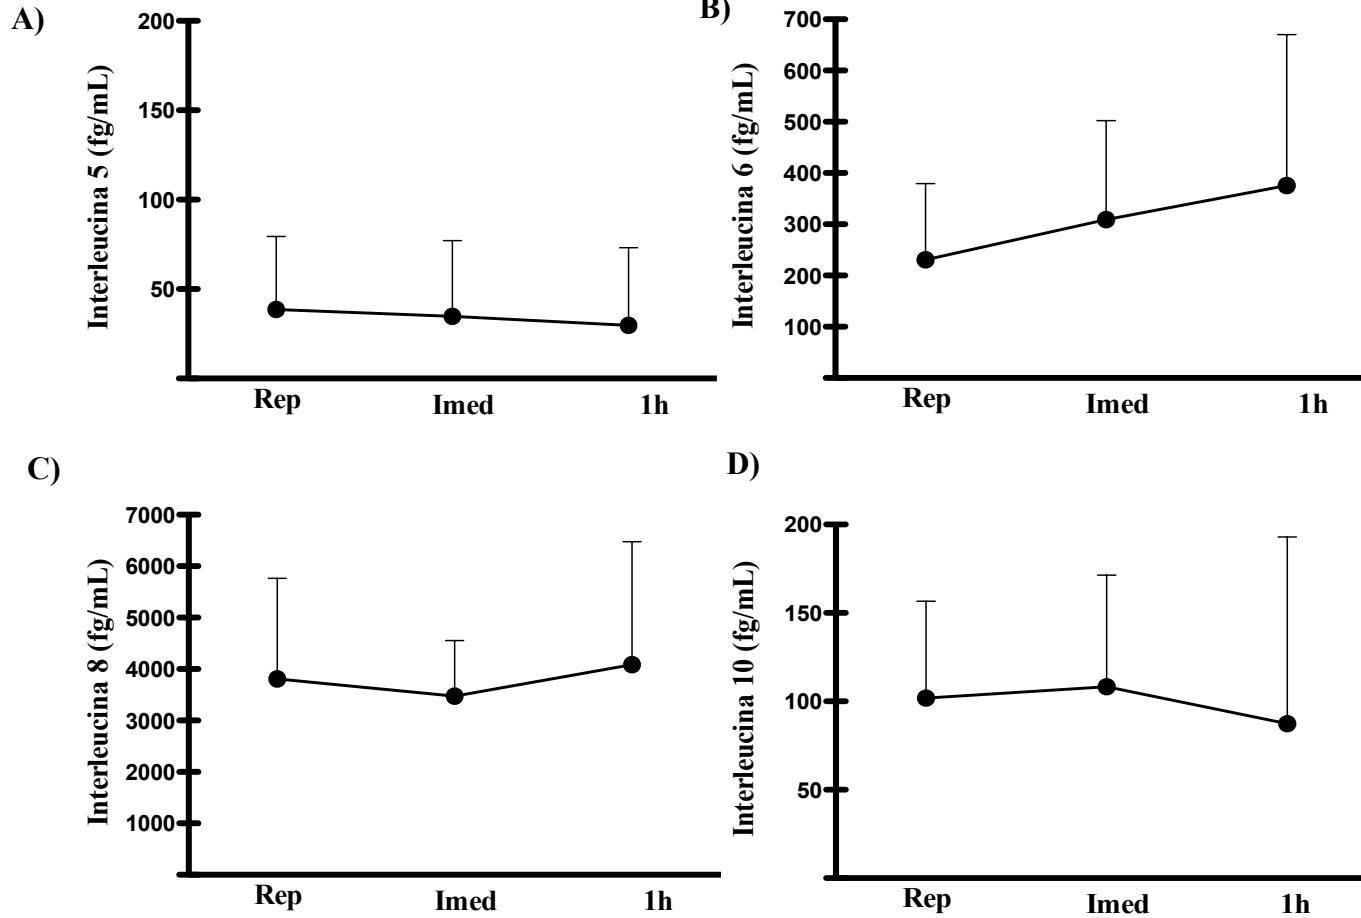 A)
Interleucina 5 (fg/mL)
200
150
100
50
Rep Imed 1h
B)
Interleucina 6 (fg/mL)
700
600
500
400
300
200
100
Rep Imed 1h
C)
Interleucina 8 (fg/mL)
7000
6000
5000
4000
3000
2000
1000
Rep Imed 1h
D)
Interleucina 10 (fg/mL)
200
150
100
50
Rep Imed 1h